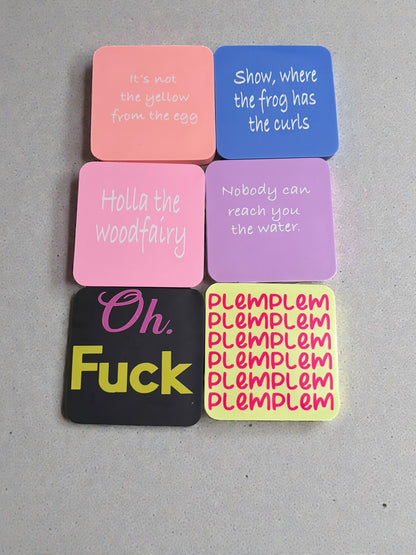 It's not
the yellow
from the egg
Show, where
the frog has
the curls
Holla the
woodfairy
Nobody can
reach you
the water.
Oh.
Fuck
PLEMPLEM
PLEMPLEM
PLEMPLEM
PLEMPLEM
PLEMPLEM
PLEMPLEM